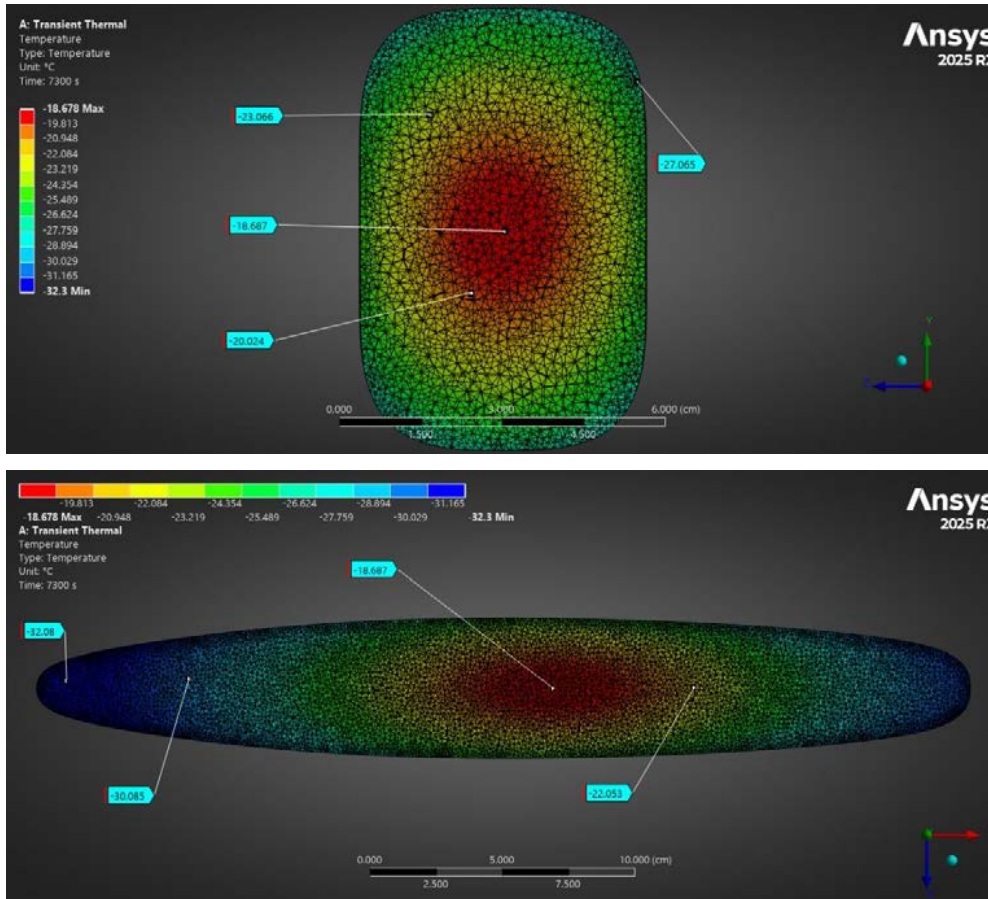 A: Transient Thermal
Temperature
Type: Temperature
Unit: °C
Time: 7300 s
-18.678 Max
-19.813
-20.948
-22.084
-23.219
-24.354
-25.489
-26.624
-27.759
-28.894
-30.029
-31.165
-32.3 Min
Ansys
2025
-23.066
-27.065
-18.687
-20.024
Y
0.000 3.000 6.000 (cm)
1.500 4.500
-19.813 -22.084 -24.354 -26.624 -28.894 -31.165
-18.678 Max -20.948 -23.219 -25.489 -27.759 -30.029 -32.3 Min
A: Transient Thermal
Temperature
Type: Temperature
Unit: °C
Time: 7300 s
Ansys
2025
-18.687
-32.08
-30.085
-22.053
0.000 5.000 10.000 (cm)
2.500 7.500